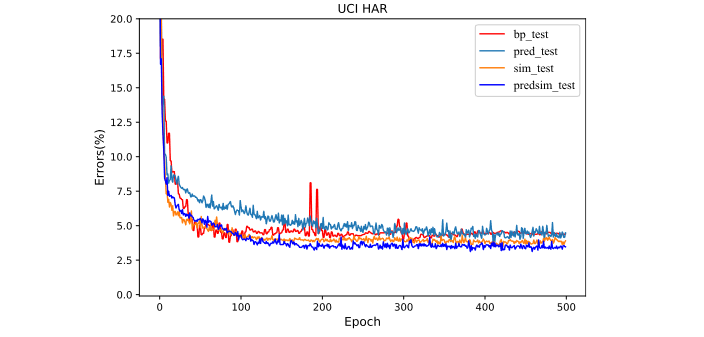 UCI HAR
20.0
17.5
15.0
12.5
10.0
7.5
5.0
2.5
0.0
Errors(%)
bp_test
pred_test
sim_test
predsim_test
0 100 200 300 400 500
Epoch